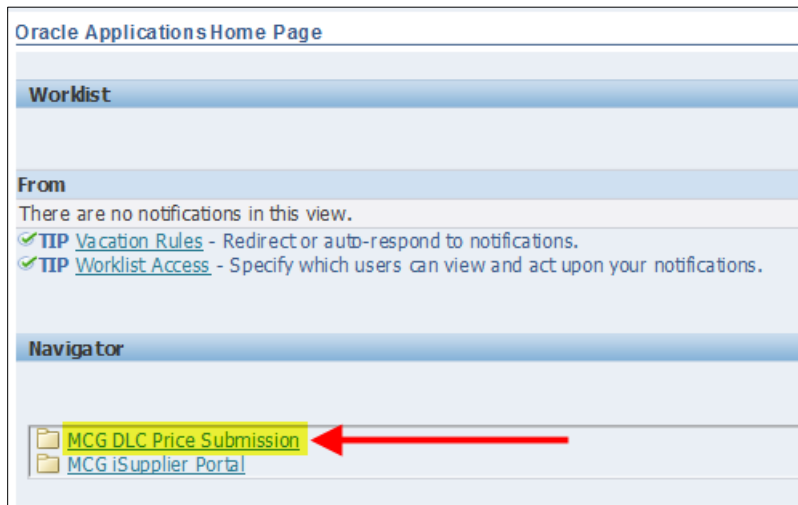 Oracle Applications Home Page
Worklist
From
There are no notifications in this view.
TIP Vacation Rules - Redirect or auto-respond to notifications.
TIP Worklist Access - Specify which users can view and act upon your notifications.
Navigator
MCG DLC Price Submission
MCG iSupplier Portal